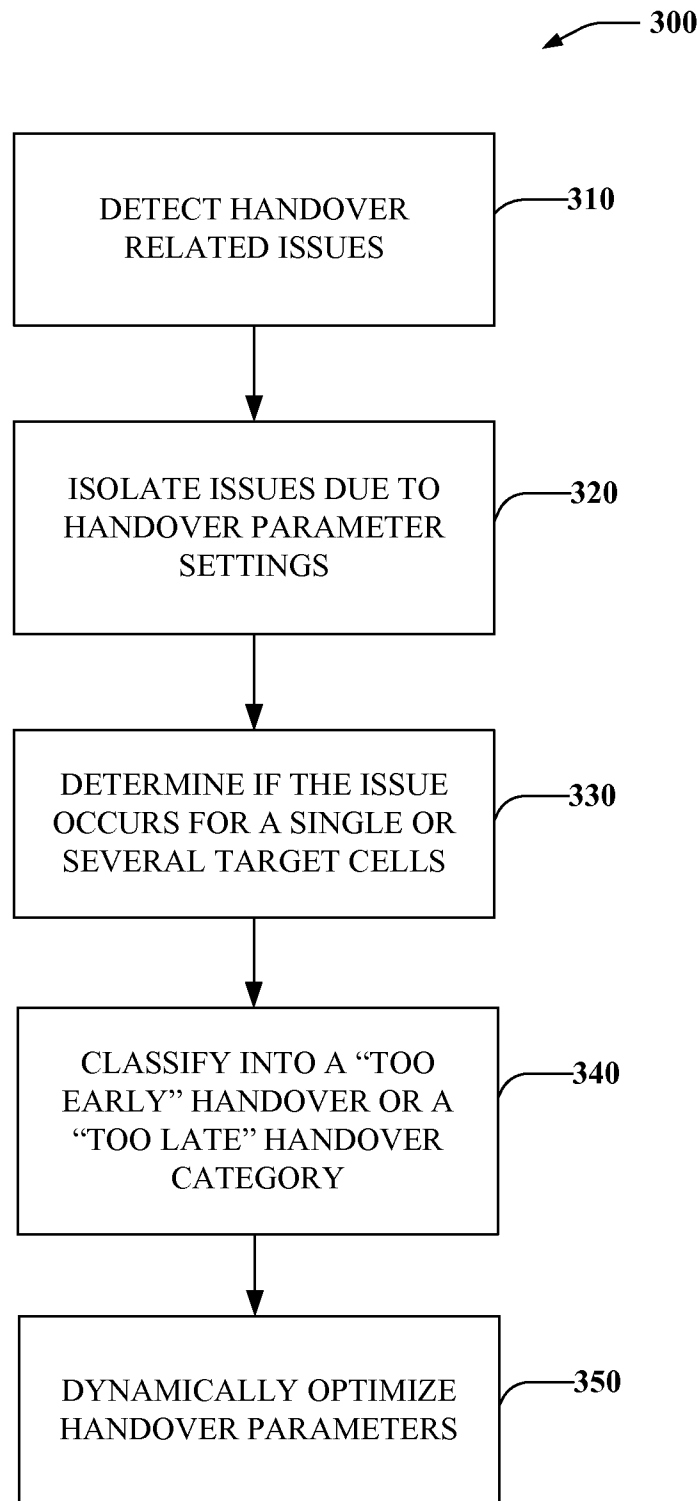 300
DETECT HANDOVER
RELATED ISSUES
310
ISOLATE ISSUES DUE TO
HANDOVER PARAMETER
SETTINGS
320
DETERMINE IF THE ISSUE
OCCURS FOR A SINGLE OR
SEVERAL TARGET CELLS
330
CLASSIFY INTO A “TOO
EARLY” HANDOVER OR A
“TOO LATE” HANDOVER
CATEGORY
340
DYNAMICALLY OPTIMIZE
HANDOVER PARAMETERS
350